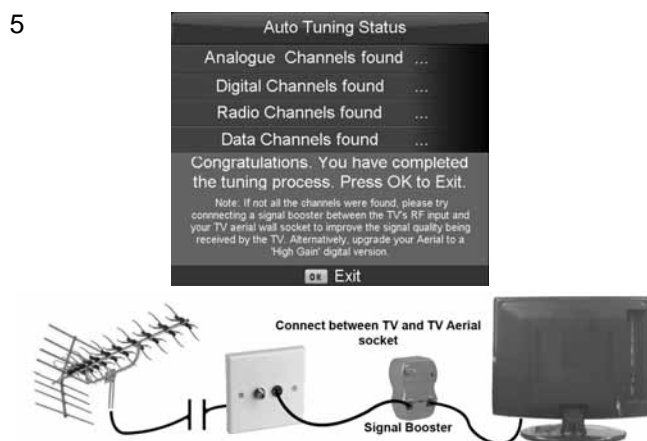 5
Auto Tuning Status
Analogue Channels found ...
Digital Channels found ...
Radio Channels found ...
Data Channels found ...
Congratulations. You have completed
the tuning process. Press OK to Exit.
Note: If not all the channels were found, please try
connnecting a signal booster between the TV's RF input and
your TV aerial wall socket to improve the signal quality being
received by the TV. Alternatively, upgrade your Aerial to a
'High Gain' digital version.
OK Exit
Connect between TV and TV Aerial
socket
Signal Booster